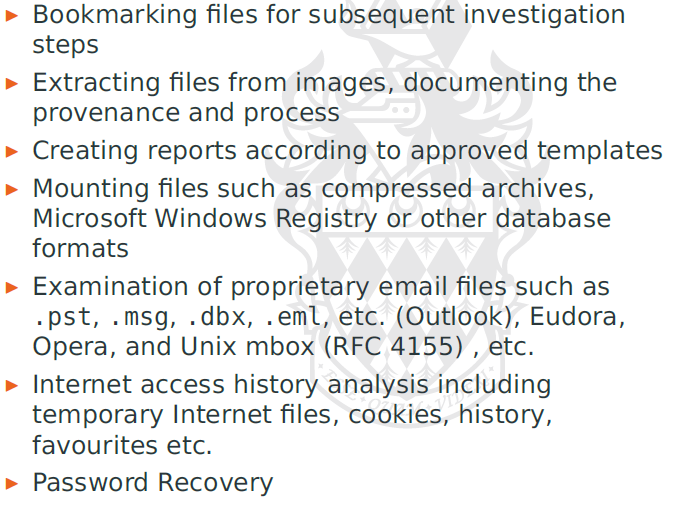 ▶ Bookmarking files for subsequent investigation
steps
▶ Extracting files from images, documenting the
provenance and process
▶ Creating reports according to approved templates
▶ Mounting files such as compressed archives,
Microsoft Windows Registry or other database
formats
▶ Examination of proprietary email files such as
.pst, .msg, .dbx, .eml, etc. (Outlook), Eudora,
Opera, and Unix mbox (RFC 4155) , etc.
▶ Internet access history analysis including
temporary Internet files, cookies, history,
favourites etc.
▶ Password Recovery